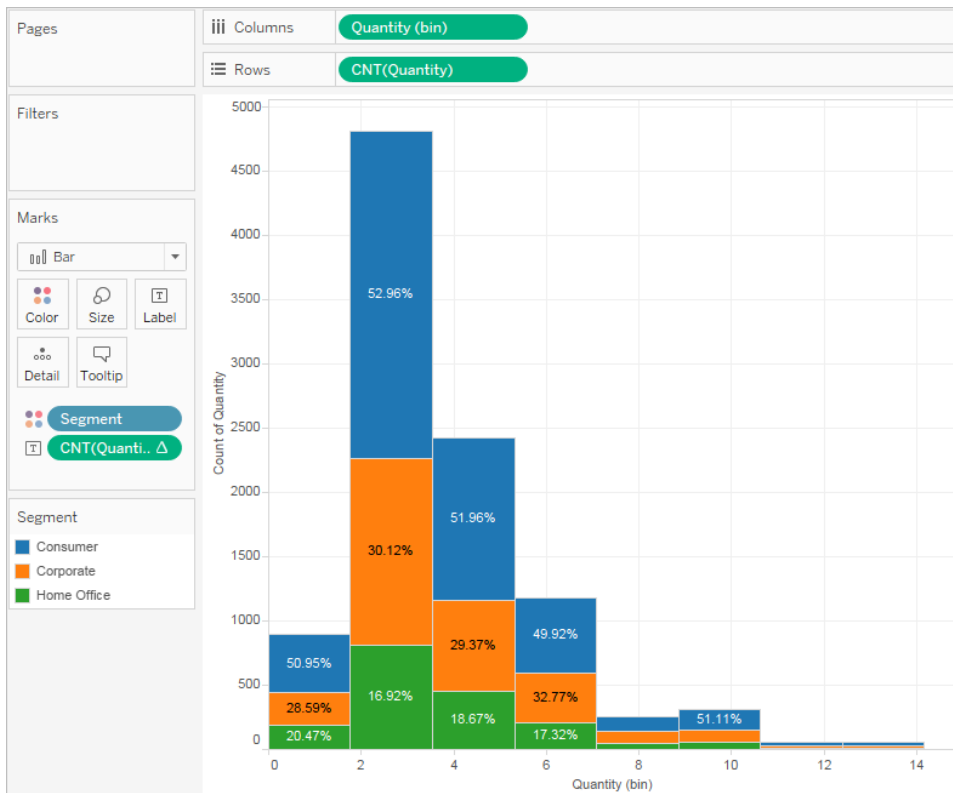 Pages
Columns
Quantity (bin)
Rows
CNT(Quantity)
Filters
Marks
Bar
Color
Size
T
Label
Detail
Tooltip
Segment
T
CNT(Quanti.. Δ
Segment
Consumer
Corporate
Home Office
Count of Quantity
5000
4500
4000
3500
3000
2500
2000
1500
1000
500
0
52.96%
30.12%
16.92%
51.96%
29.37%
18.67%
50.95%
28.59%
20.47%
49.92%
32.77%
17.32%
51.11%
0 2 4 6 8 10 12 14
Quantity (bin)